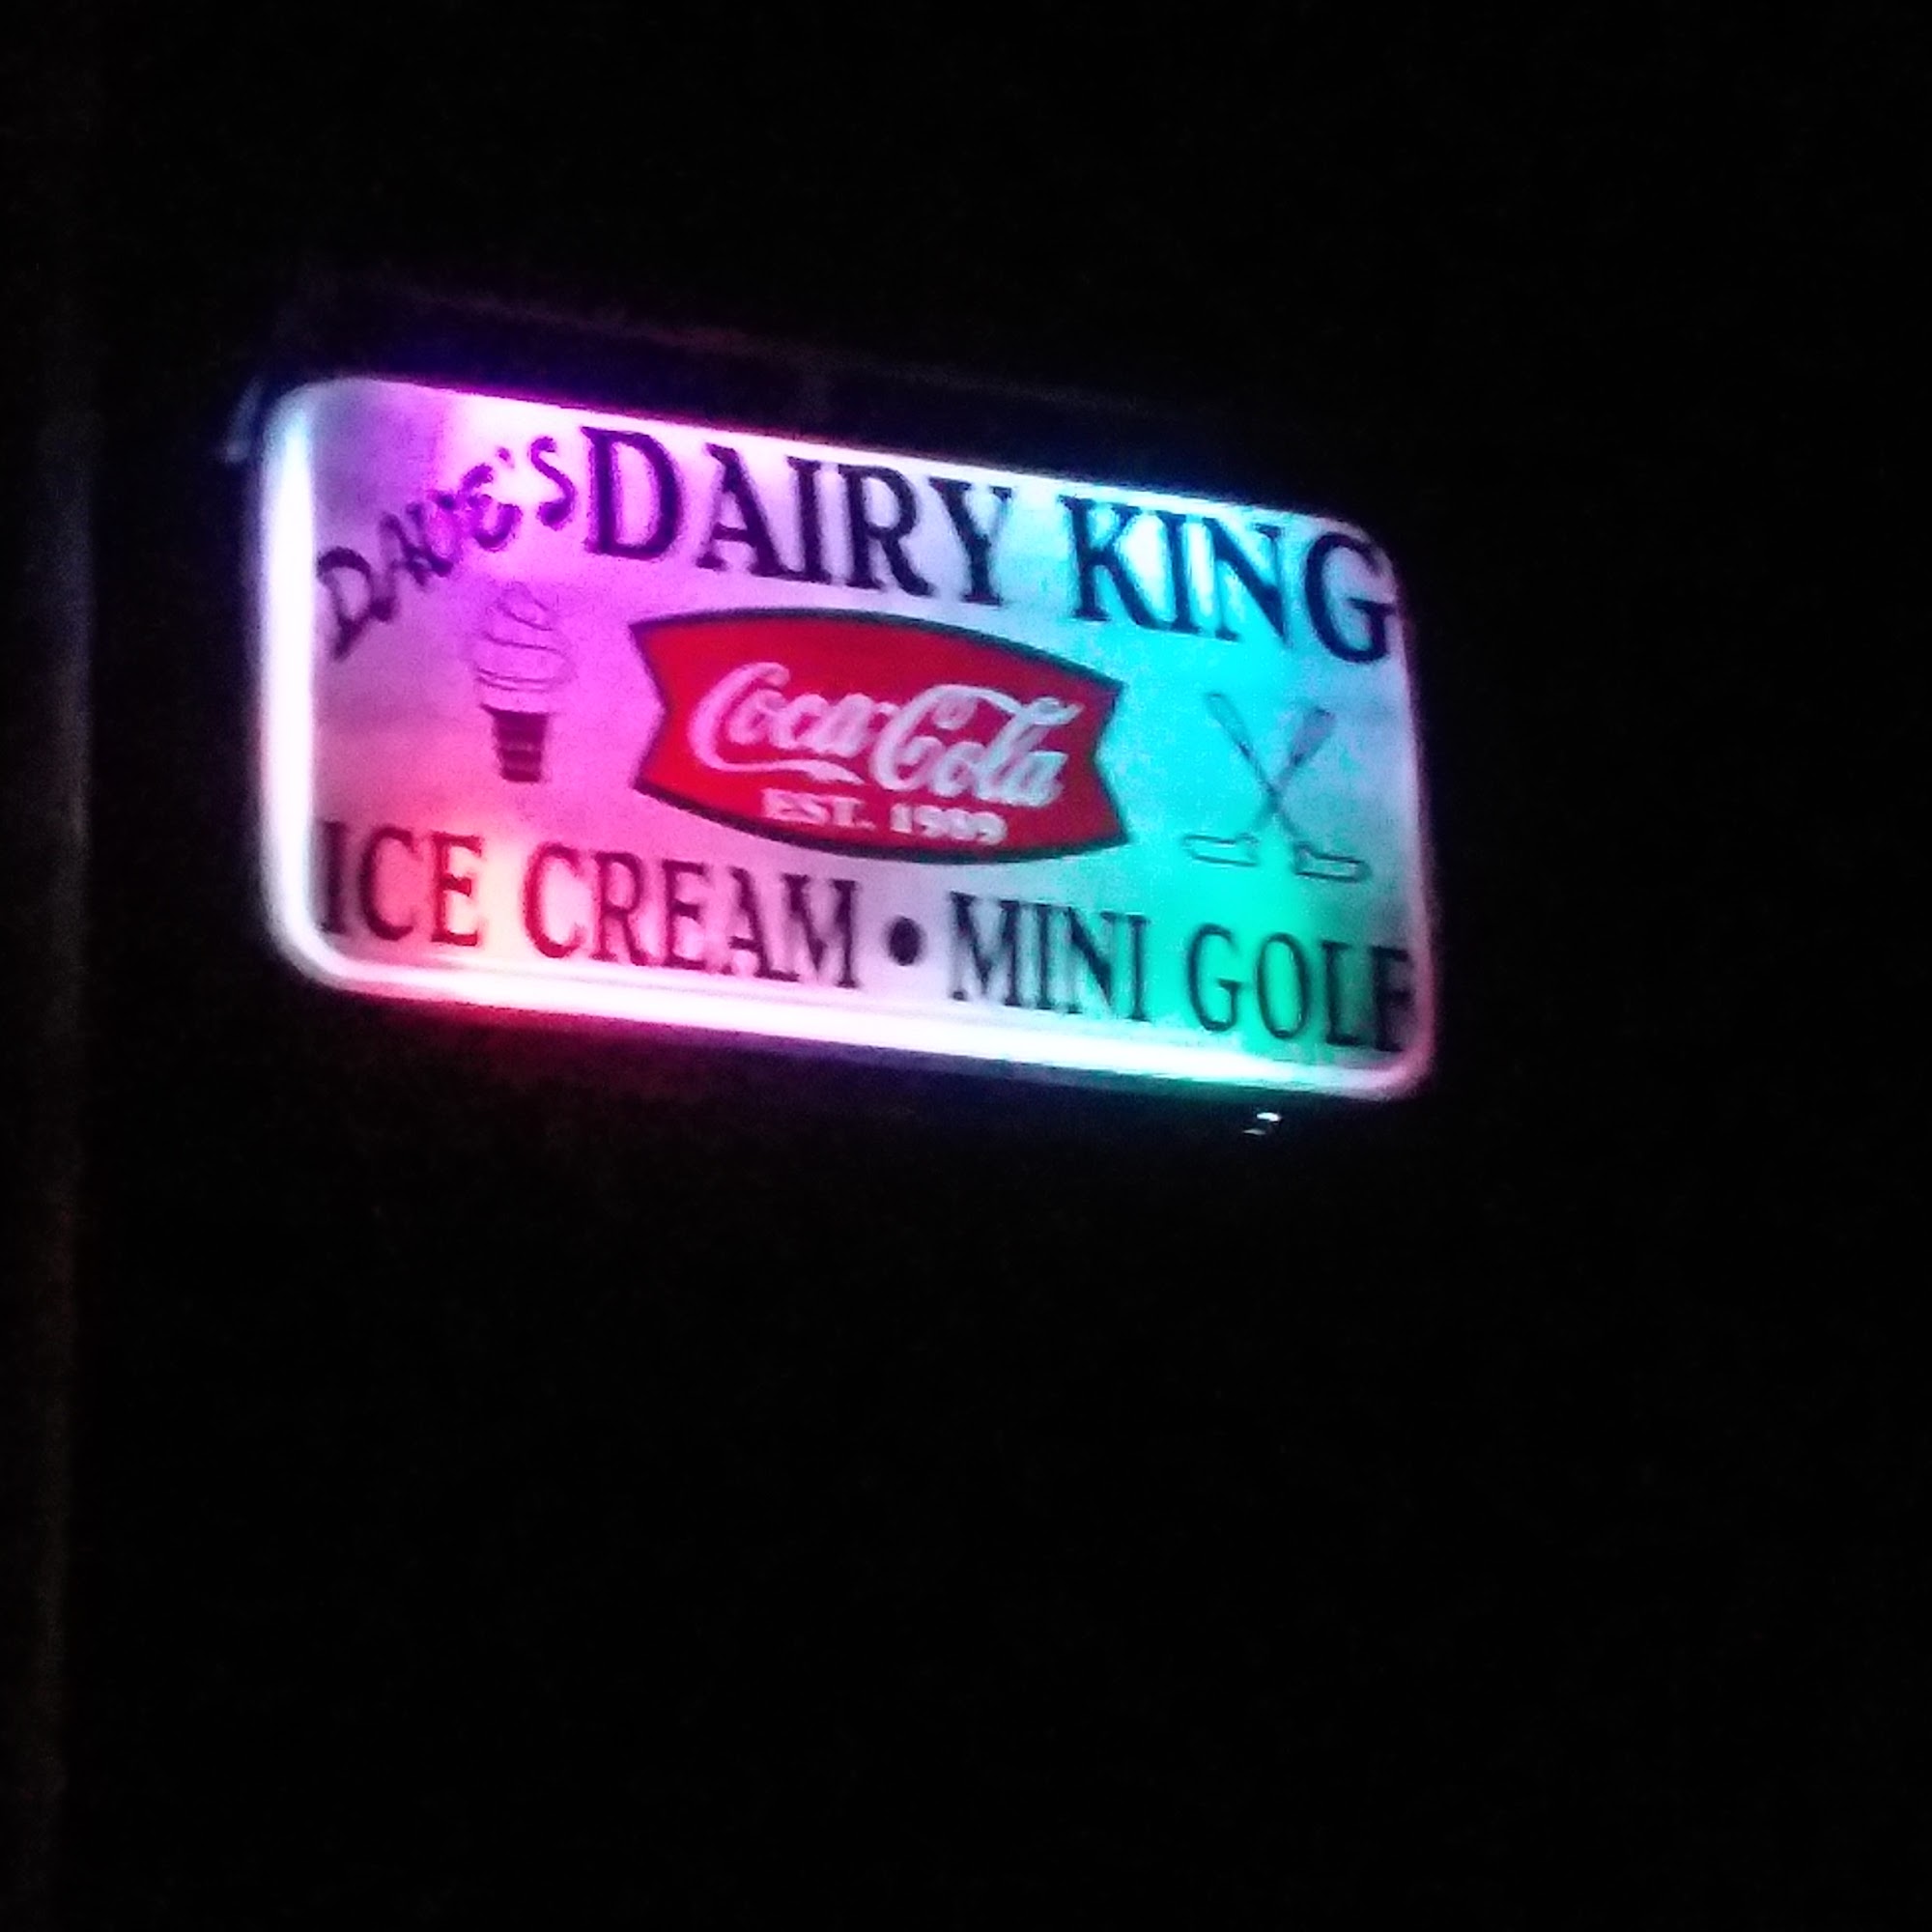 DAVE'S DAIRY KING
Coca-Cola
EST. 1989
ICE CREAM • MINI GOLF